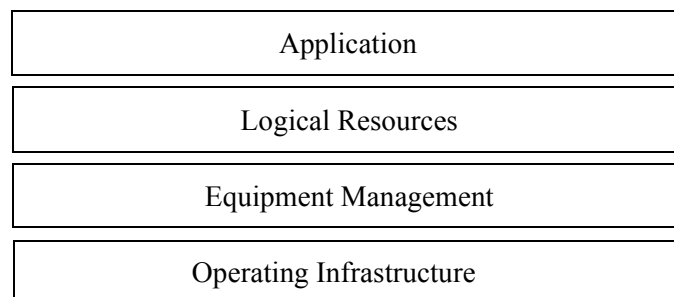 Application
Logical Resources
Equipment Management
Operating Infrastructure